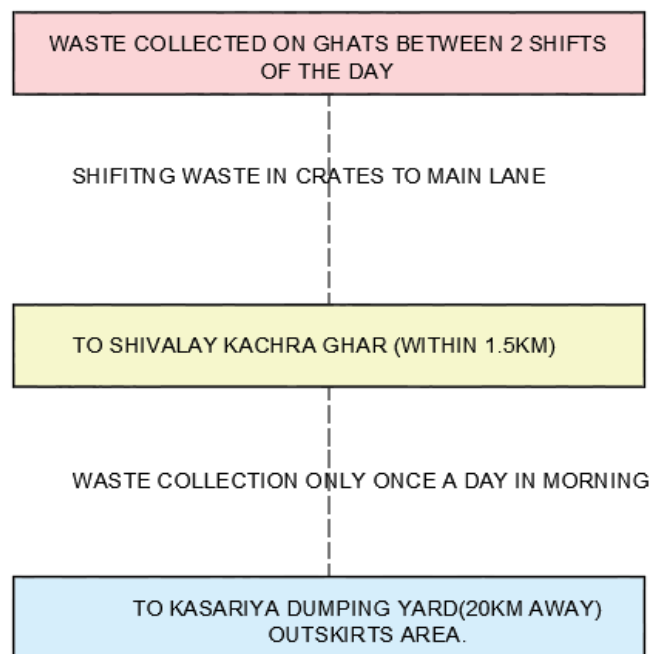 WASTE COLLECTED ON GHATS BETWEEN 2 SHIFTS
OF THE DAY
SHIFITNG WASTE IN CRATES TO MAIN LANE
TO SHIVALAY KACHRA GHAR (WITHIN 1.5KM)
WASTE COLLECTION ONLY ONCE A DAY IN MORNING
TO KASARIYA DUMPING YARD(20KM AWAY)
OUTSKIRTS AREA.